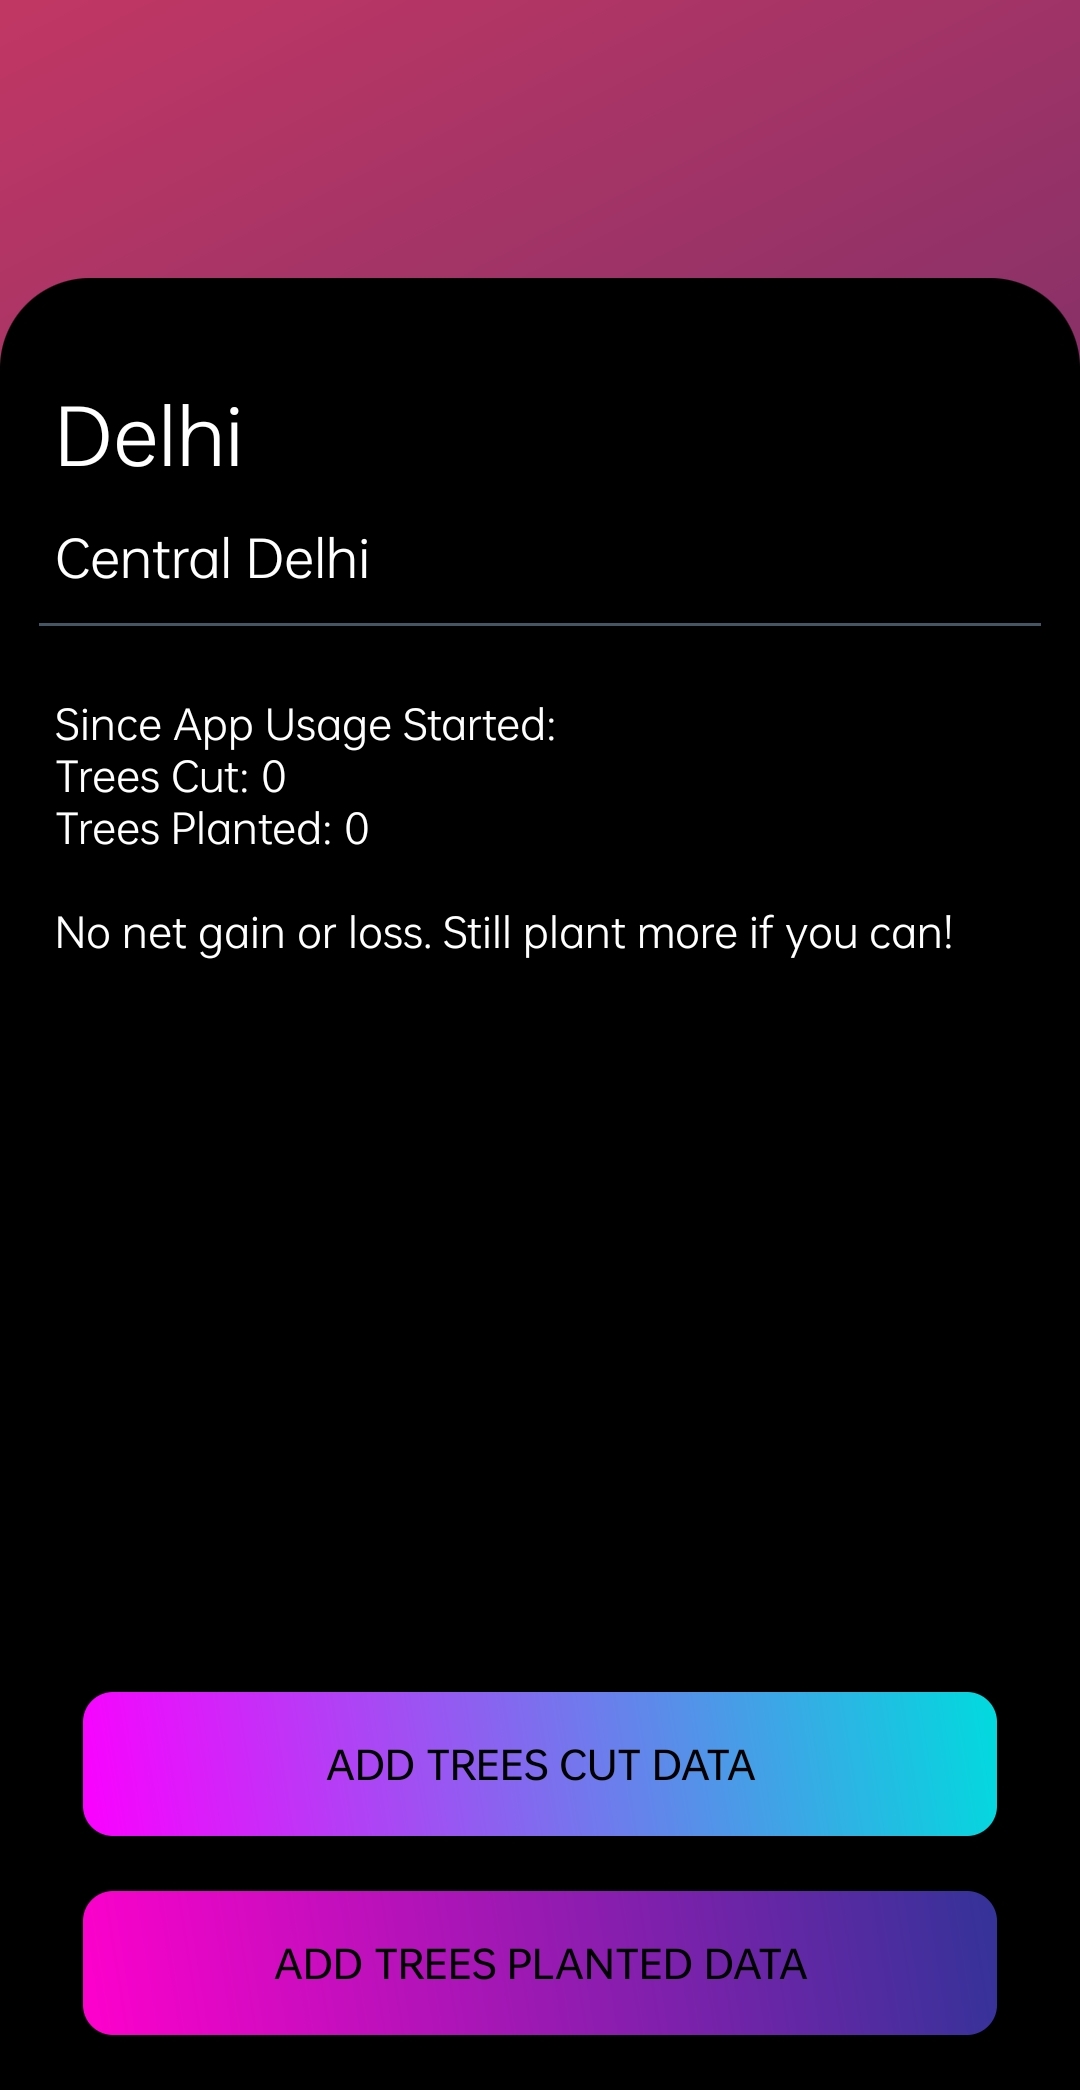 Delhi
Central Delhi
Since App Usage Started:
Trees Cut: 0
Trees Planted: 0
No net gain or loss. Still plant more if you can!
ADD TREES CUT DATA
ADD TREES PLANTED DATA